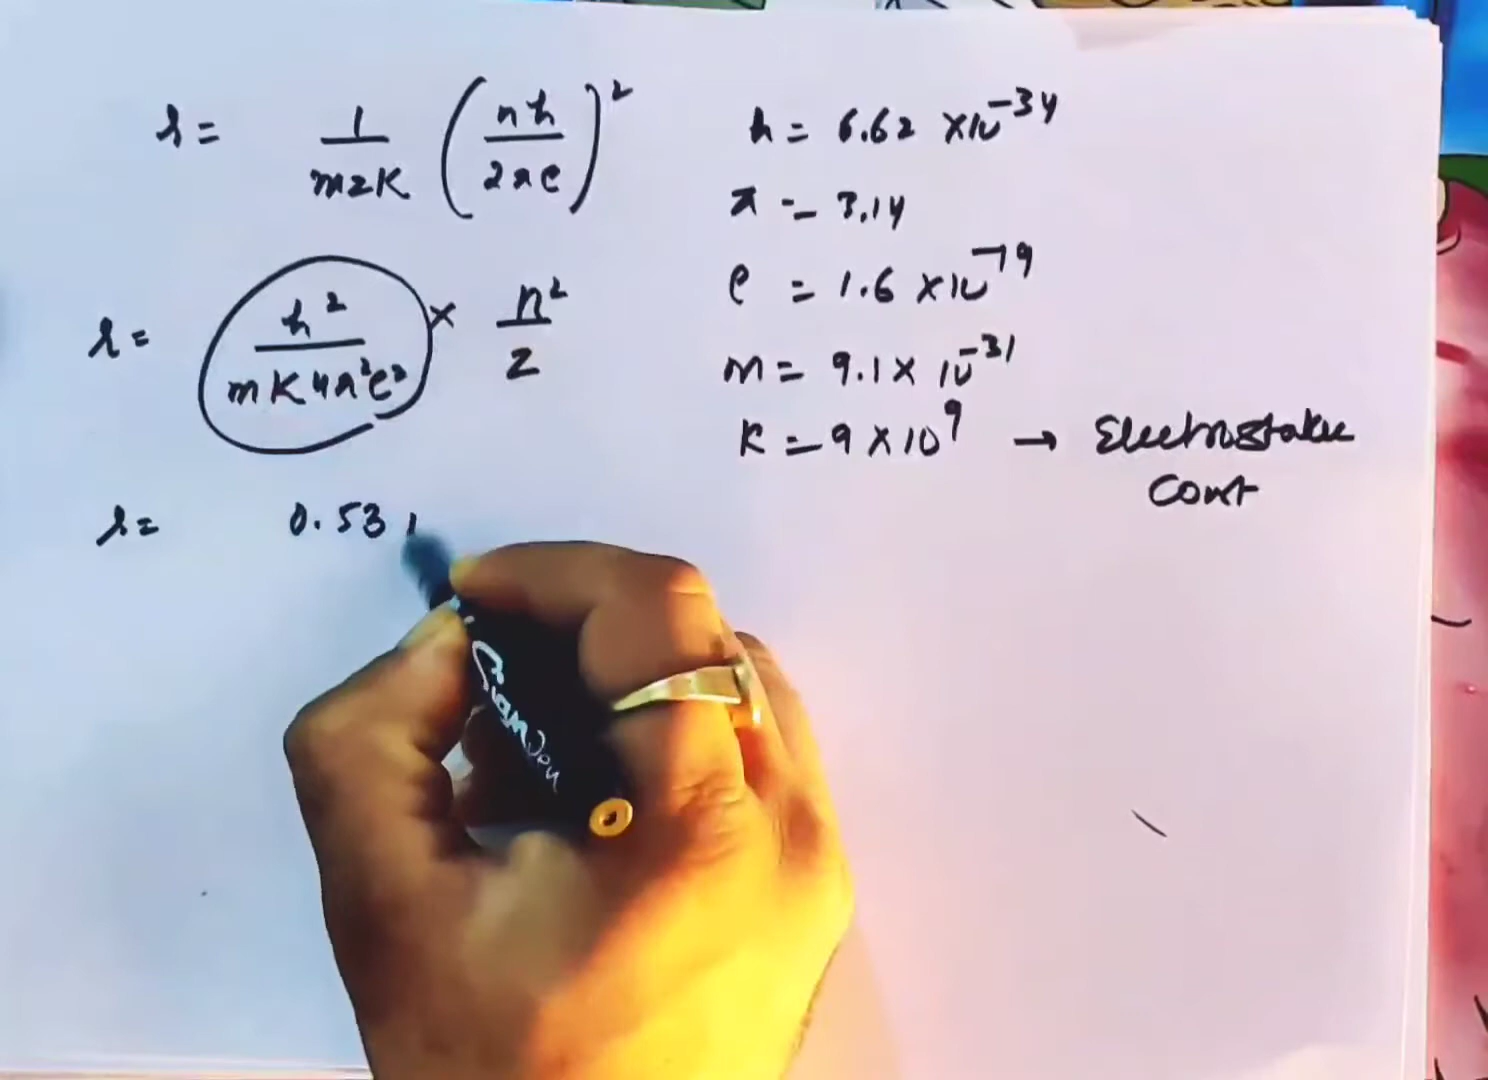 r = 1/mzK (nh/2πe)²
r = h²/mK4π²e² × n²/z
r = 0.53
h = 6.62 ×10⁻³⁴
π = 3.14
e = 1.6 ×10⁻¹⁹
m = 9.1× 10⁻³¹
K = 9 ×10⁹ → Electrostatic
Const